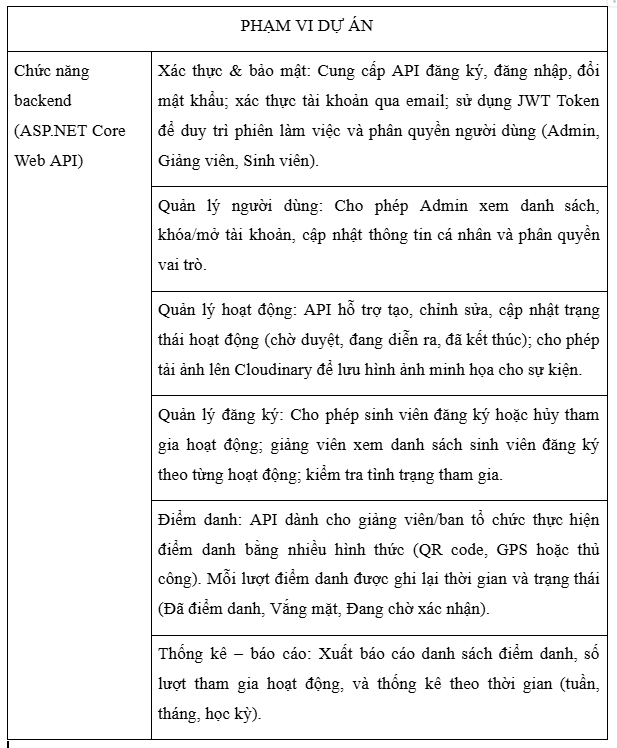 PHẠM VI DỰ ÁN
Chức năng
backend
(ASP.NET Core
Web API)
Xác thực & bảo mật: Cung cấp API đăng ký, đăng nhập, đổi
mật khẩu; xác thực tài khoản qua email; sử dụng JWT Token
để duy trì phiên làm việc và phân quyền người dùng (Admin,
Giảng viên, Sinh viên).
Quản lý người dùng: Cho phép Admin xem danh sách,
khóa/mở tài khoản, cập nhật thông tin cá nhân và phân quyền
vai trò.
Quản lý hoạt động: API hỗ trợ tạo, chỉnh sửa, cập nhật trạng
thái hoạt động (chờ duyệt, đang diễn ra, đã kết thúc); cho phép
tải ảnh lên Cloudinary để lưu hình ảnh minh họa cho sự kiện.
Quản lý đăng ký: Cho phép sinh viên đăng ký hoặc hủy tham
gia hoạt động; giảng viên xem danh sách sinh viên đăng ký
theo từng hoạt động; kiểm tra tình trạng tham gia.
Điểm danh: API dành cho giảng viên/ban tổ chức thực hiện
điểm danh bằng nhiều hình thức (QR code, GPS hoặc thủ
công). Mỗi lượt điểm danh được ghi lại thời gian và trạng thái
(Đã điểm danh, Vắng mặt, Đang chờ xác nhận).
Thống kê – báo cáo: Xuất báo cáo danh sách điểm danh, số
lượt tham gia hoạt động, và thống kê theo thời gian (tuần,
tháng, học kỳ).